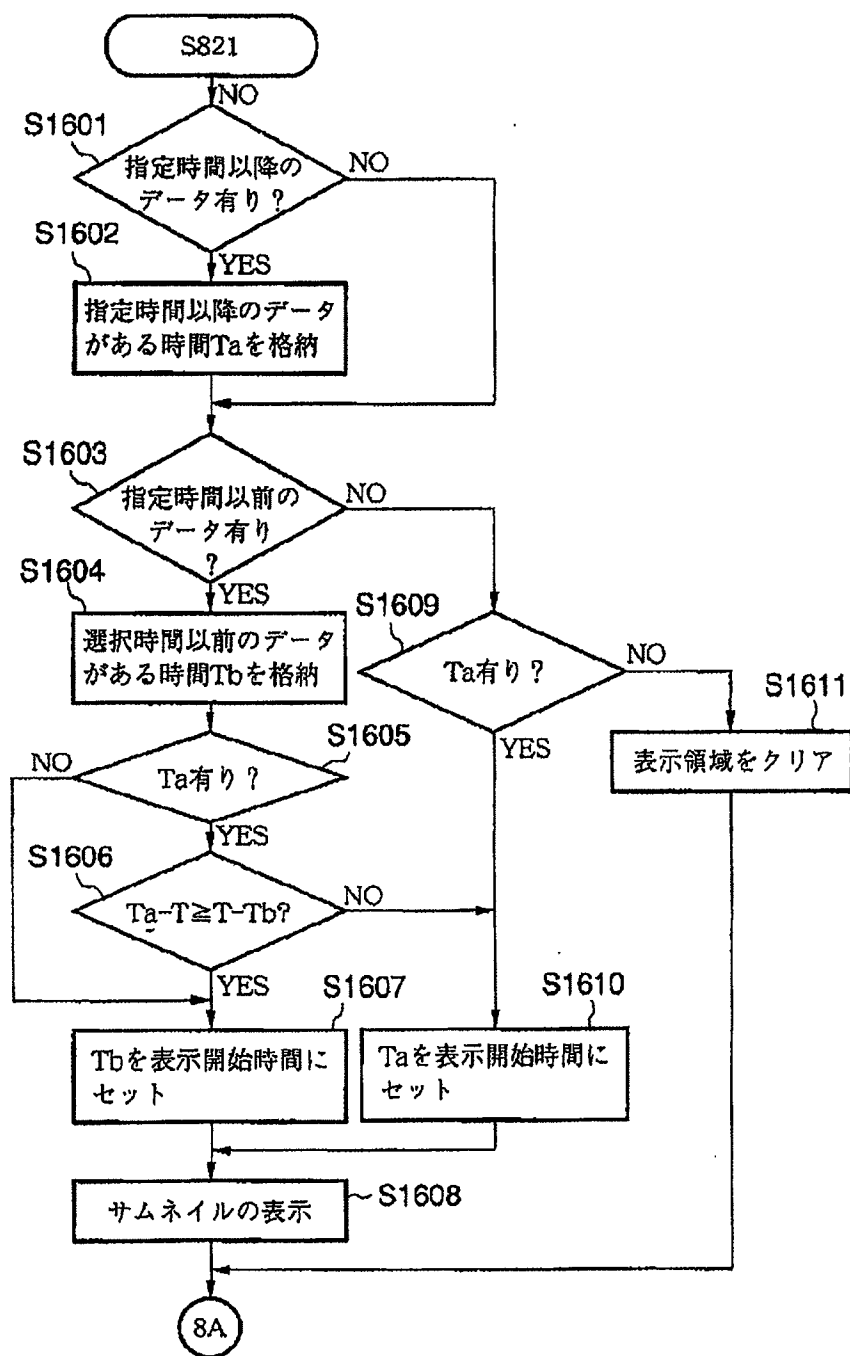 S821
NO
S1601
指定時間以降の
データ有り?
NO
S1602
YES
指定時間以降のデータ
がある時間Taを格納
S1603
指定時間以前の
データ有り
?
NO
S1604
YES
選択時間以前のデータ
がある時間Tbを格納
S1609
Ta有り?
NO
S1611
表示領域をクリア
YES
S1605
NO
Ta有り?
YES
S1606
Ta-T≧T-Tb?
NO
YES
S1607
Tbを表示開始時間に
セット
S1610
Taを表示開始時間に
セット
サムネイルの表示
S1608
8A